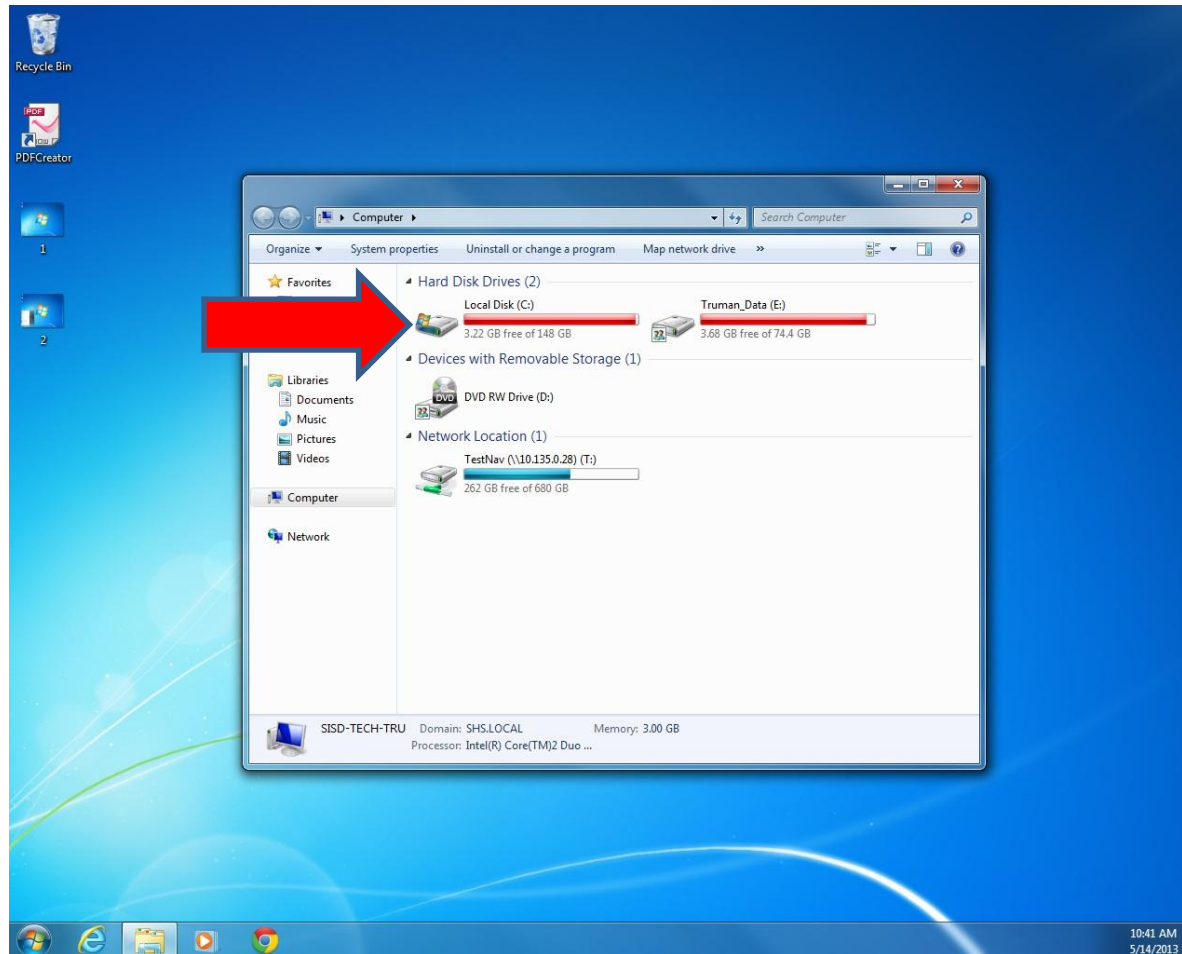 Recycle Bin
PDF
PDFCreator
1
2
Computer
Search Computer
Organize
System properties
Uninstall or change a program
Map network drive
»
Favorites
Libraries
Documents
Music
Pictures
Videos
Computer
Network
Hard Disk Drives (2)
Local Disk (C:)
3.22 GB free of 148 GB
Truman_Data (E:)
3.68 GB free of 74.4 GB
Devices with Removable Storage (1)
DVD
DVD RW Drive (D:)
Network Location (1)
TestNav (\\10.135.0.28) (T:)
262 GB free of 680 GB
SISD-TECH-TRU Domain: SHS.LOCAL Memory: 3.00 GB
Processor: Intel(R) Core(TM)2 Duo ...
10:41 AM
5/14/2013